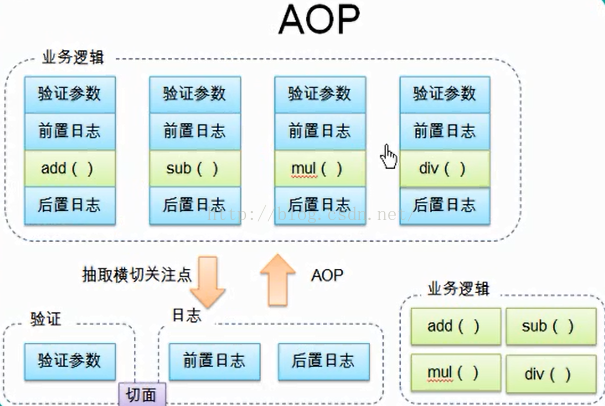 AOP
业务逻辑
验证参数 验证参数 验证参数 验证参数
前置日志 前置日志 前置日志 前置日志
add ( ) sub ( ) mul ( ) div ( )
后置日志 后置日志 后置日志 后置日志
http://blog.csdn.net/
抽取横切关注点 AOP
业务逻辑
验证 日志
add ( ) sub ( )
验证参数 前置日志 后置日志
mul ( ) div ( )
切面